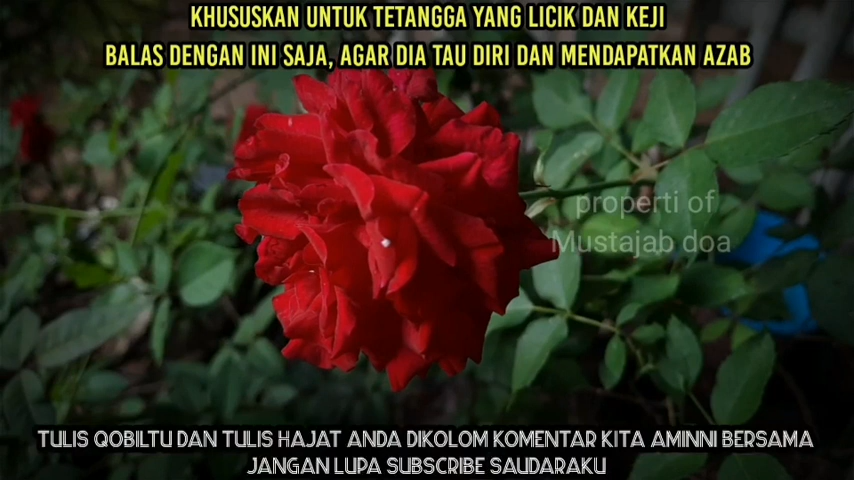 KHUSUSKAN UNTUK TETANGGA YANG LICIK DAN KEJI
BALAS DENGAN INI SAJA, AGAR DIA TAU DIRI DAN MENDAPATKAN AZAB
properti of
Mustajab doa
TULIS QOBILTU DAN TULIS HAJAT ANDA DIKOLOM KOMENTAR KITA AMINNI BERSAMA
JANGAN LUPA SUBSCRIBE SAUDARAKU